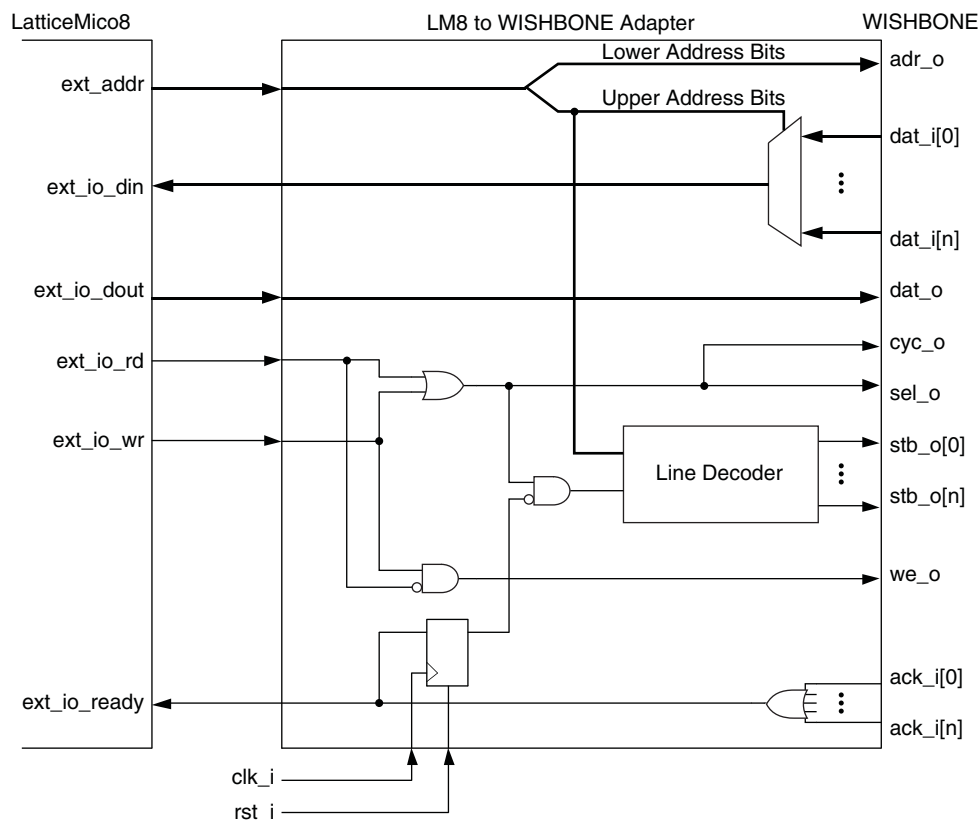 LatticeMico8
LM8 to WISHBONE Adapter
WISHBONE
Lower Address Bits
adr_o
ext_addr
Upper Address Bits
dat_i[0]
ext_io_din
dat_i[n]
ext_io_dout
dat_o
cyc_o
ext_io_rd
sel_o
ext_io_wr
stb_o[0]
Line Decoder
stb_o[n]
we_o
ack_i[0]
ext_io_ready
ack_i[n]
clk_i
rst_i